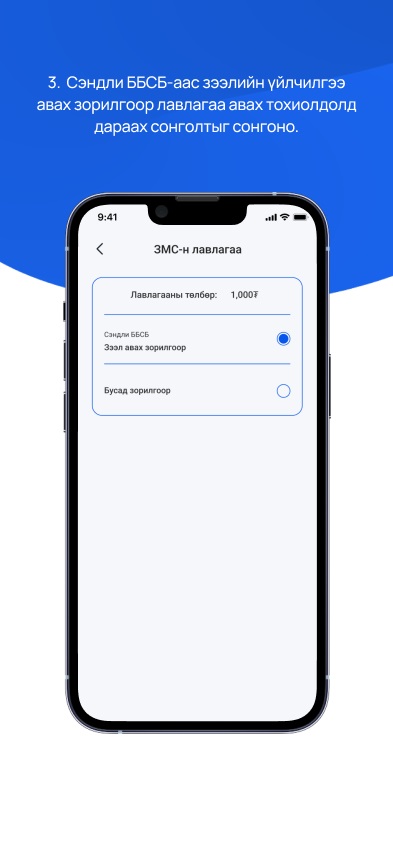 3. Сэндли ББСБ-аас зээлийн үйлчилгээ
авах зорилгоор лавлагаа авах тохиолдолд
дараах сонголтыг сонгоно.
9:41
ЗМС-н лавлагаа
Лавлагааны төлбөр: 1,000₮
Сэндли ББСБ
Зээл авах зорилгоор
Бусад зорилгоор